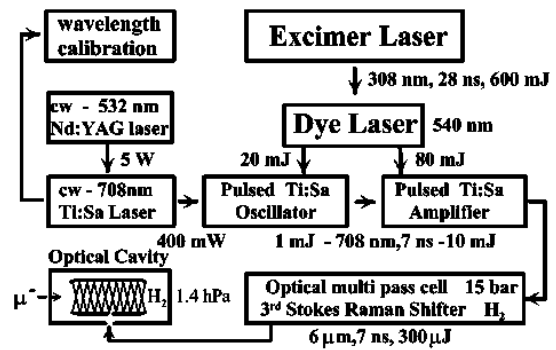 wavelength
calibration
Excimer Laser
308 nm, 28 ns, 600 mJ
cw - 532 nm
Nd:YAG laser
Dye Laser
540 nm
5 W
20 mJ
80 mJ
cw - 708nm
Ti:Sa Laser
Pulsed Ti:Sa
Oscillator
Pulsed Ti:Sa
Amplifier
400 mW
1 mJ - 708 nm,7 ns -10 mJ
Optical Cavity
μ-
H2
1.4 hPa
Optical multi pass cell 15 bar
3rd Stokes Raman Shifter H2
6 μm,7 ns, 300μJ